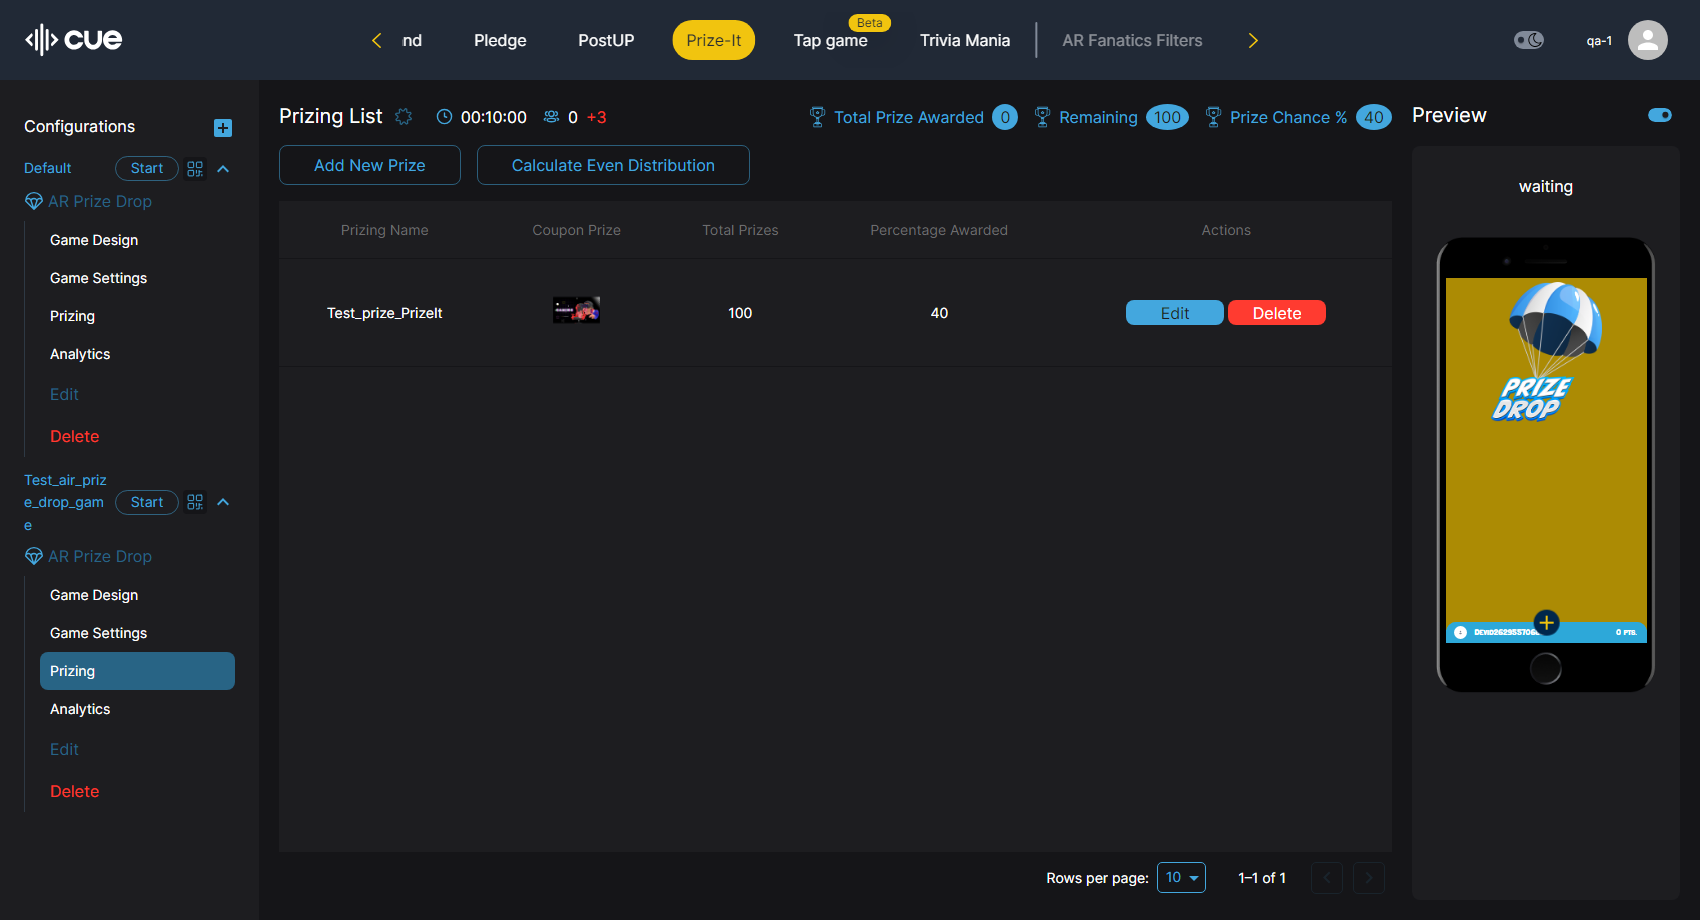 cue
nd
Pledge
PostUP
Prize-It
Beta
Tap game
Trivia Mania
AR Fanatics Filters
qa-1
Configurations
Default
Start
AR Prize Drop
Game Design
Game Settings
Prizing
Analytics
Edit
Delete
Test_air_priz
e_drop_gam
e
Start
AR Prize Drop
Game Design
Game Settings
Prizing
Analytics
Edit
Delete
Prizing List 00:10:00 0 +3
Total Prize Awarded 0 Remaining 100 Prize Chance % 40
Add New Prize Calculate Even Distribution
Prizing Name Coupon Prize Total Prizes Percentage Awarded Actions
Test_prize_PrizeIt 100 40 Edit Delete
Rows per page: 10 1–1 of 1
Preview
waiting
PRIZE
DROP
0 PTS.